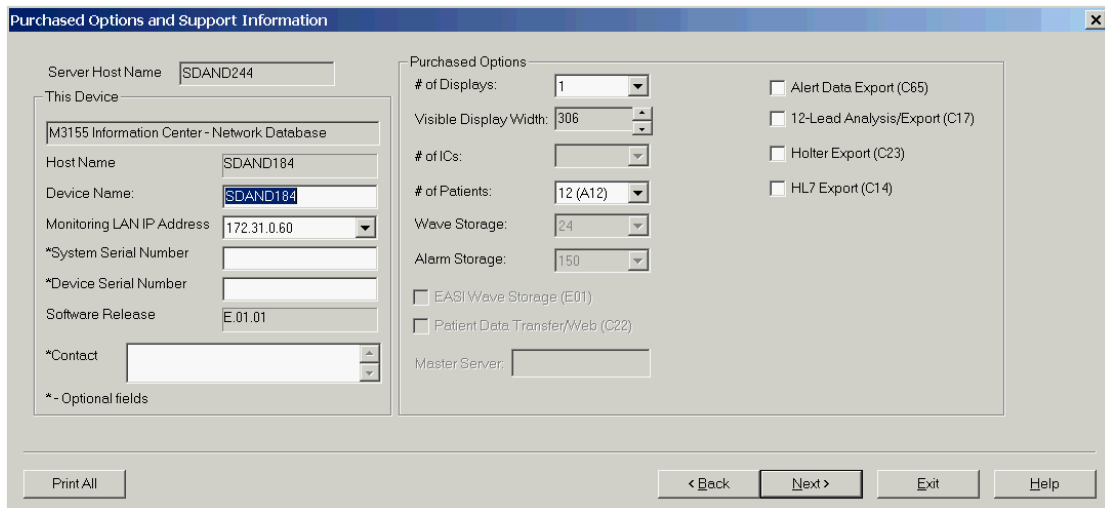 Purchased Options and Support Information
Server Host Name SDAND244
This Device
M3155 Information Center - Network Database
Host Name SDAND184
Device Name: SDAND184
Monitoring LAN IP Address 172.31.0.60
*System Serial Number
*Device Serial Number
Software Release E.01.01
*Contact
* - Optional fields
Purchased Options
# of Displays: 1
Visible Display Width: 306
# of ICs:
# of Patients: 12 (A12)
Wave Storage: 24
Alarm Storage: 150
EASI Wave Storage (E01)
Patient Data Transfer/Web (C22)
Master Server:
Alert Data Export (C65)
12-Lead Analysis/Export (C17)
Holter Export (C23)
HL7 Export (C14)
Print All
< Back
Next >
Exit
Help